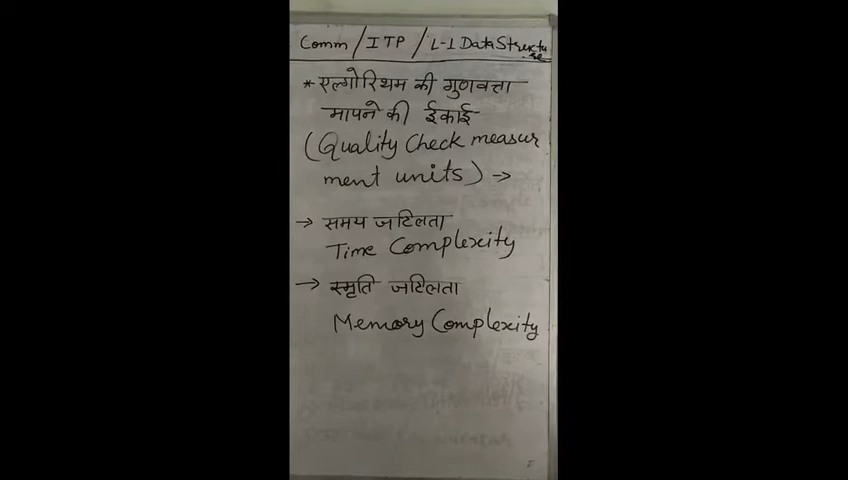 Comm / ITP / L-1 Data Structure
* एल्गोरिथम की गुणवत्ता
मापने की ईकाई
(Quality Check measur
ment units) →
→ समय जटिलता
Time Complexity
→ स्मृति जटिलता
Memory Complexity